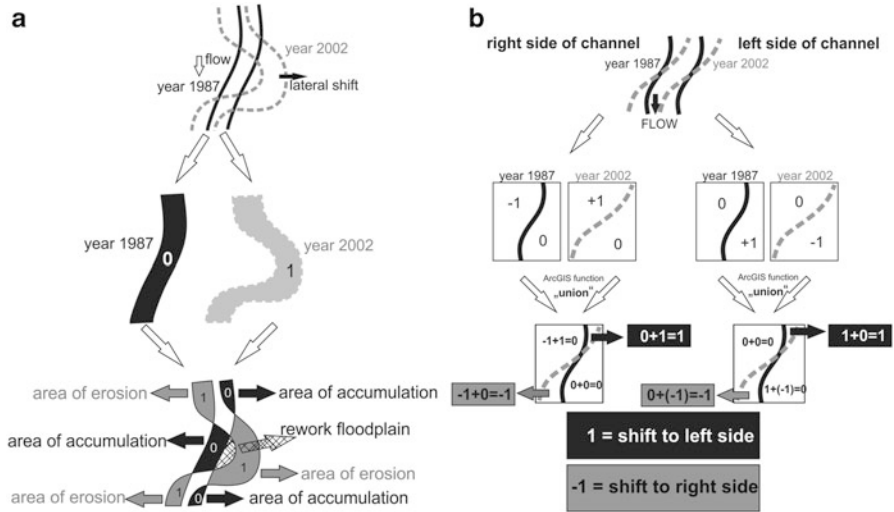 a
year 2002
flow
year 1987
lateral shift
year 1987
0
year 2002
1
area of erosion
1
0
area of accumulation
area of accumulation
0
rework floodplain
1
area of erosion
area of erosion
1
0
area of accumulation
b
right side of channel
left side of channel
year 1987
year 2002
FLOW
year 1987
year 2002
-1
0
+1
0
year 1987
year 2002
0
+1
0
-1
ArcGIS function
„union"
ArcGIS function
„union"
-1+1=0
0+0=0
0+1=1
-1+0=-1
0+0=0
1+(-1)=0
1+0=1
0+(-1)=-1
1 = shift to left side
-1 = shift to right side